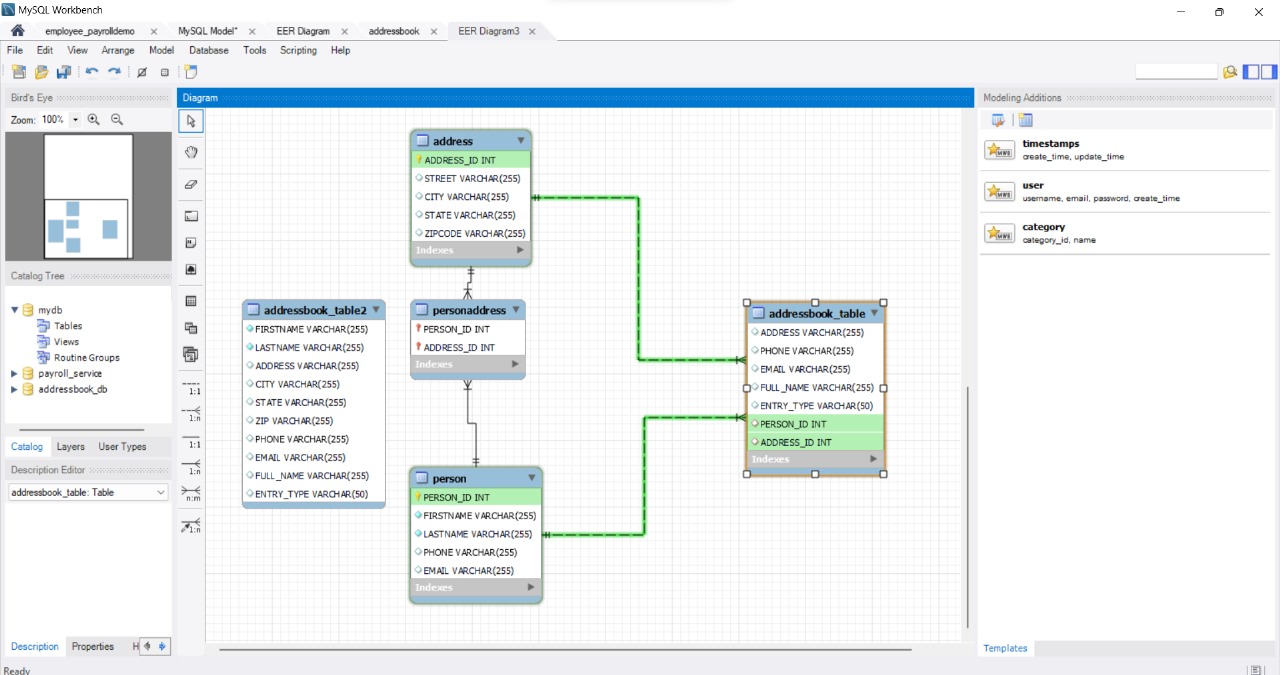 MySQL Workbench
employee_payrolldemo
MySQL Model*
EER Diagram
addressbook
EER Diagram3
File Edit View Arrange Model Database Tools Scripting Help
Bird's Eye
Zoom: 100%
Catalog Tree
mydb
Tables
Views
Routine Groups
payroll_service
addressbook_db
Catalog Layers User Types
Description Editor
addressbook_table: Table
Description Properties H
Ready
1:1
1:n
1:1
1:n
n:m
1:n
Diagram
address
ADDRESS_ID INT
STREET VARCHAR(255)
CITY VARCHAR(255)
STATE VARCHAR(255)
ZIPCODE VARCHAR(255)
Indexes
addressbook_table2
FIRSTNAME VARCHAR(255)
LASTNAME VARCHAR(255)
ADDRESS VARCHAR(255)
CITY VARCHAR(255)
STATE VARCHAR(255)
ZIP VARCHAR(255)
PHONE VARCHAR(255)
EMAIL VARCHAR(255)
FULL_NAME VARCHAR(255)
ENTRY_TYPE VARCHAR(50)
personaddress
PERSON_ID INT
ADDRESS_ID INT
Indexes
person
PERSON_ID INT
FIRSTNAME VARCHAR(255)
LASTNAME VARCHAR(255)
PHONE VARCHAR(255)
EMAIL VARCHAR(255)
Indexes
addressbook_table
ADDRESS VARCHAR(255)
PHONE VARCHAR(255)
EMAIL VARCHAR(255)
FULL_NAME VARCHAR(255)
ENTRY_TYPE VARCHAR(50)
PERSON_ID INT
ADDRESS_ID INT
Indexes
Modeling Additions
MWB
timestamps
create_time, update_time
MWB
user
username, email, password, create_time
MWB
category
category_id, name
Templates